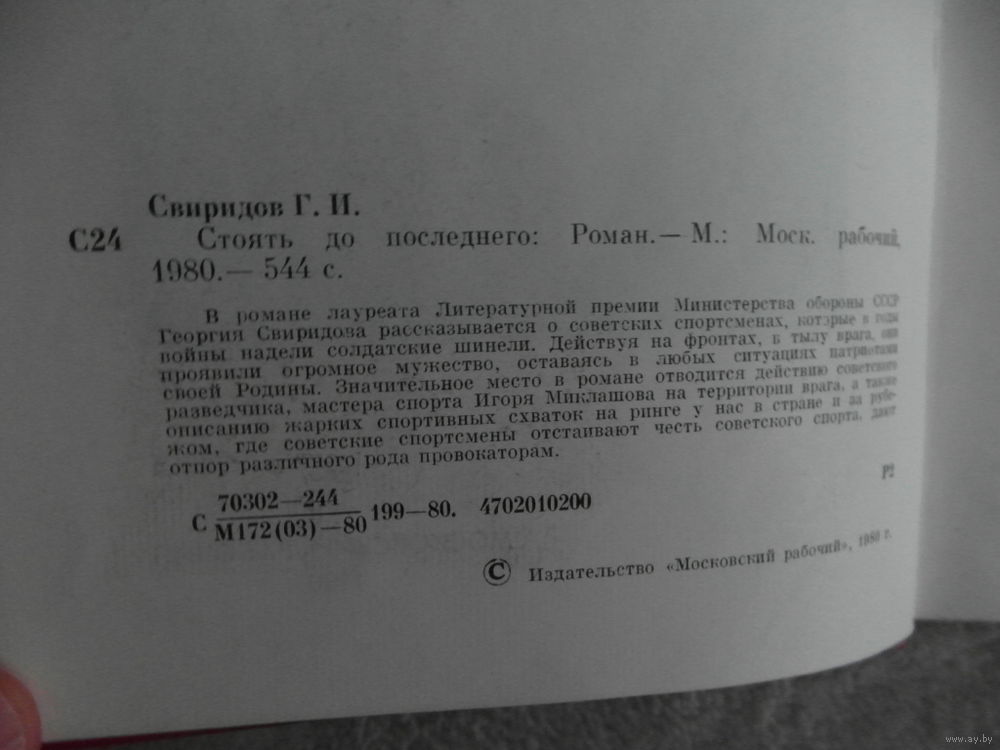 Свиридов Г. И.
С24 Стоять до последнего: Роман.— М.: Моск. рабочий,
1980.— 544 с.
В романе лауреата Литературной премии Министерства обороны СССР
Георгия Свиридова рассказывается о советских спортсменах, которые в годы
войны надели солдатские шинели. Действуя на фронтах, в тылу врага, они
проявили огромное мужество, оставаясь в любых ситуациях патриотами
своей Родины. Значительное место в романе отводится действию советского
разведчика, мастера спорта Игоря Миклашова на территории врага, а также
описанию жарких спортивных схваток на ринге у нас в стране и за рубе-
жом, где советские спортсмены отстаивают честь советского спорта, дают
отпор различного рода провокаторам.
Р2
С 70302—244
М172(03)—80 199—80. 4702010200
© Издательство «Московский рабочий», 1980 г.
www.ay.by